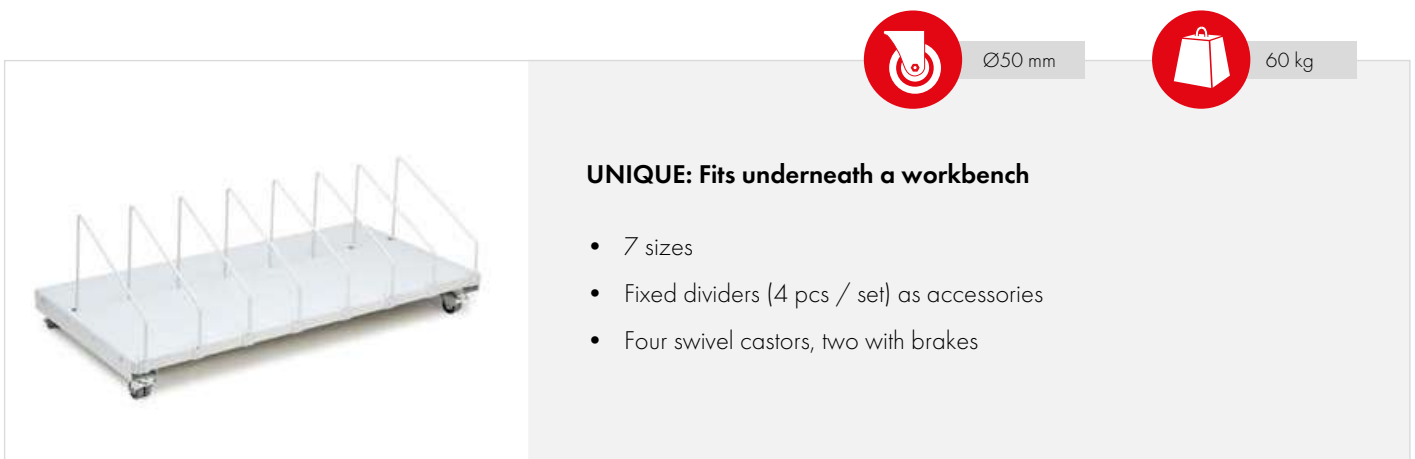 Ø50 mm
60 kg
UNIQUE: Fits underneath a workbench
• 7 sizes
• Fixed dividers (4 pcs / set) as accessories
• Four swivel castors, two with brakes